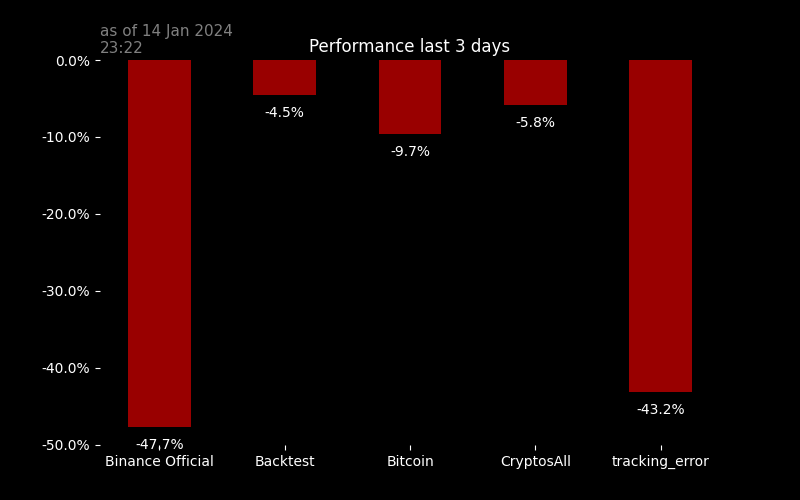 as of 14 Jan 2024
23:22
Performance last 3 days
0.0%
-10.0%
-20.0%
-30.0%
-40.0%
-50.0%
-47.7%
-4.5%
-9.7%
-5.8%
-43.2%
Binance Official
Backtest
Bitcoin
CryptosAll
tracking_error